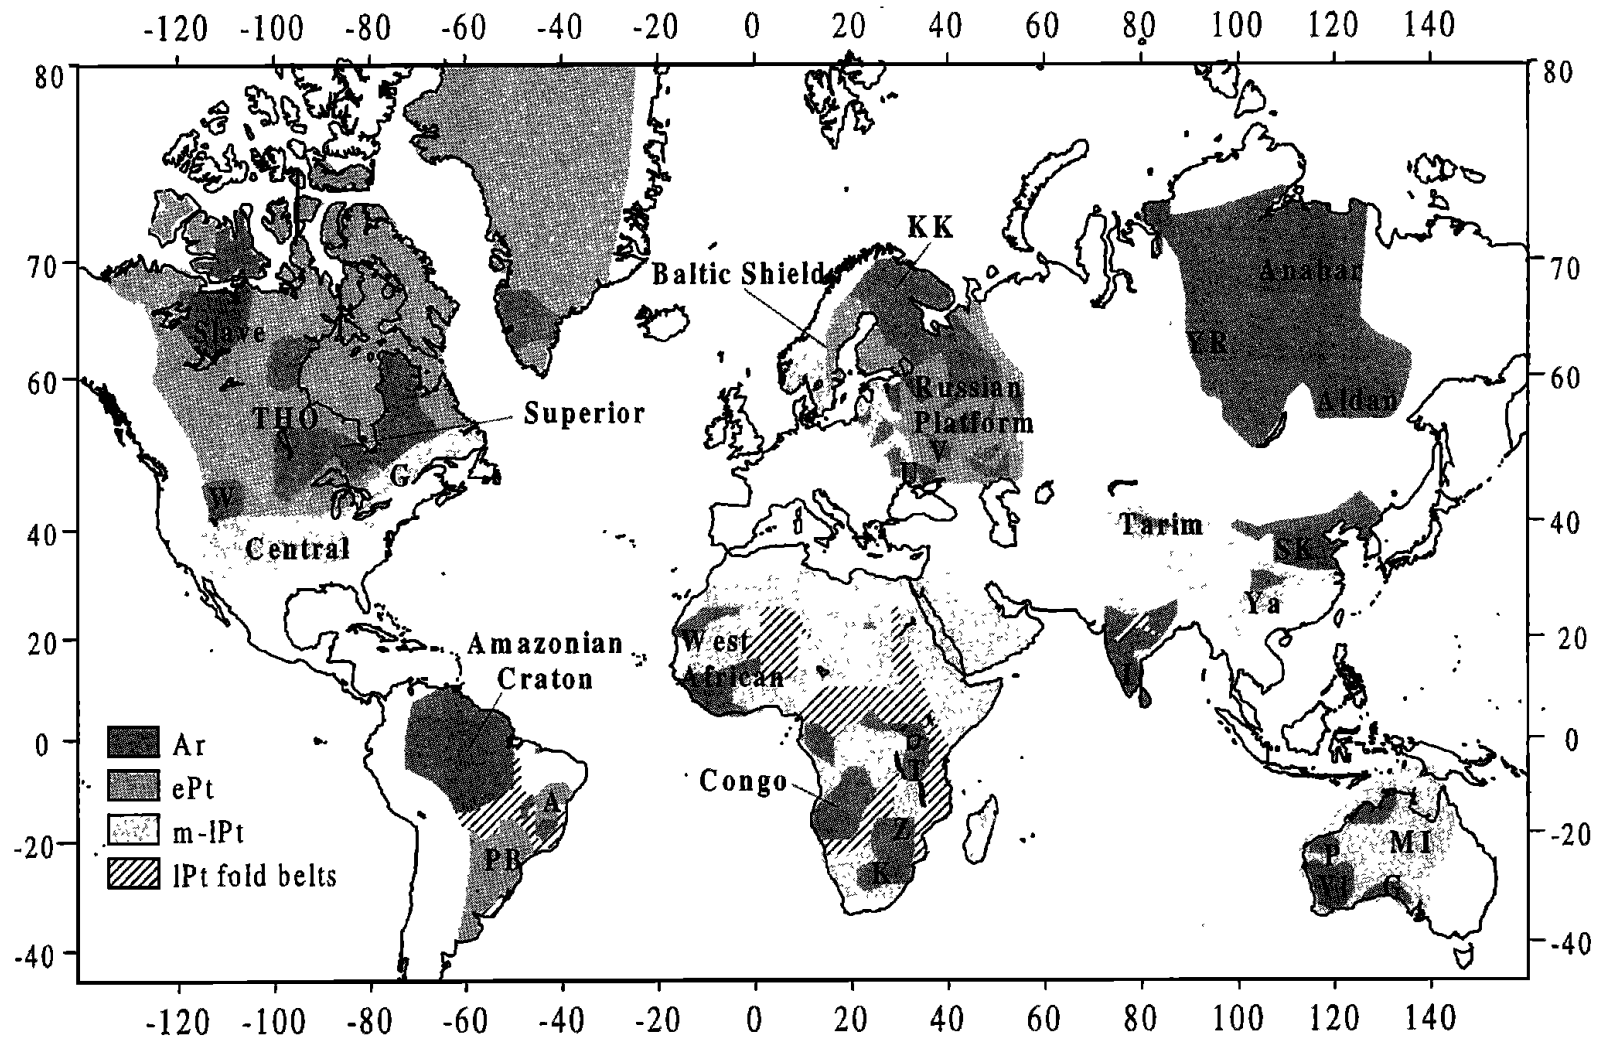 -120 -100 -80 -60 -40 -20 0 20 40 60 80 100 120 140
80 80
KK
70 70
Baltic Shield
Anabar
Slave
YR
60 60
Russian
Platform
Aldan
THO
Superior
V
G
U
W
40 40
Central
Tarim
SK
Ya
20 20
Amazonian
Craton
West
African
I
0 0
Ar
ePt
m-lPt
lPt fold belts
Congo
U
T
A
Z
-20 -20
PB
K
MI
P
Yi
G
-40 -40
-120 -100 -80 -60 -40 -20 0 20 40 60 80 100 120 140